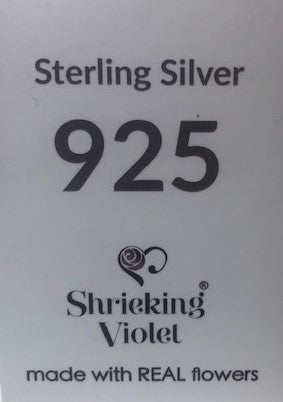 Sterling Silver
925
Shrieking®
Violet
made with REAL flowers